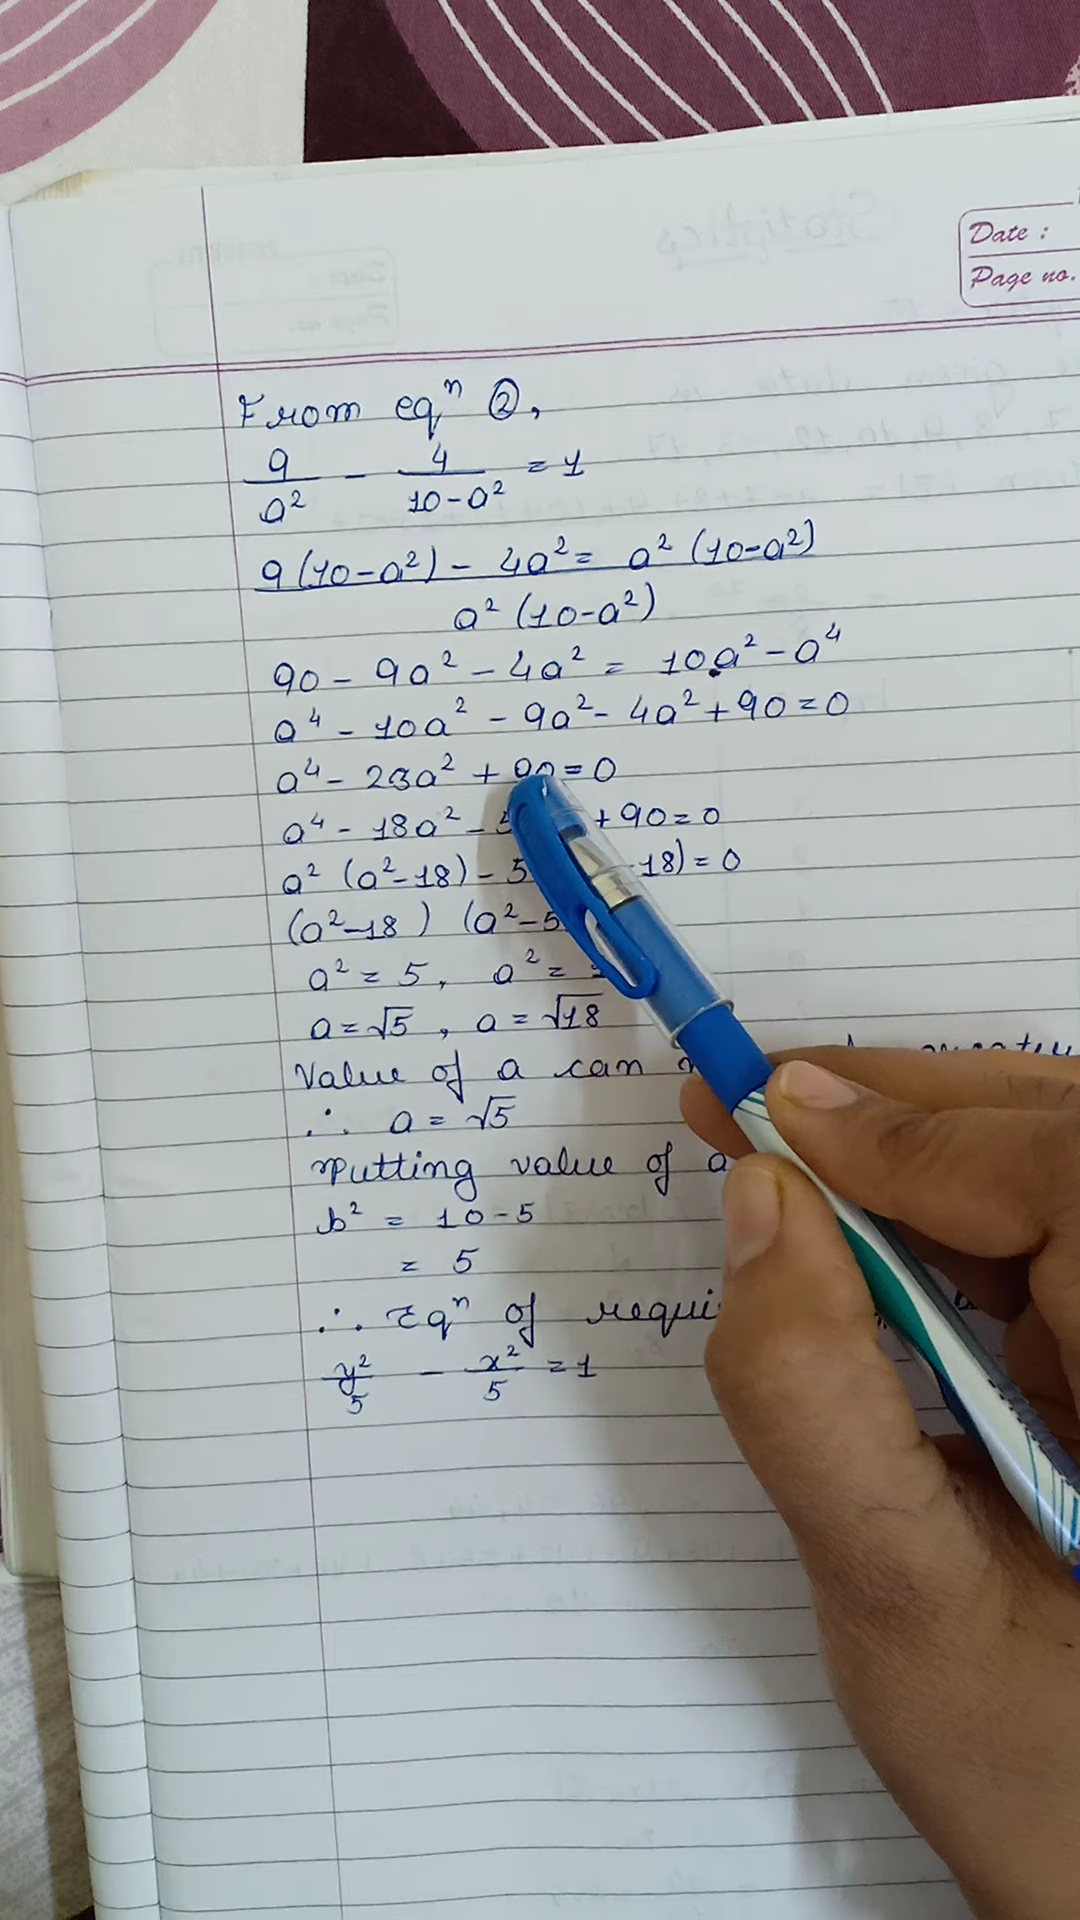 Date :
Page no.
From eqⁿ ②,
9/a² - 4/10-a² = 1
9(10-a²) - 4a² = a² (10-a²)
a² (10-a²)
90 - 9a² - 4a² = 10a² - a⁴
a⁴ - 10a² - 9a² - 4a² + 90 = 0
a⁴ - 23a² + 90 = 0
a⁴ - 18a² - 5 + 90 = 0
a² (a²-18) - 5 -18) = 0
(a²-18) (a²-5
a² = 5, a² =
a = √5, a = √18
Value of a can
∴ a = √5
putting value of a
b² = 10-5
= 5
∴ Eqⁿ of
y²/5 - x²/5 = 1